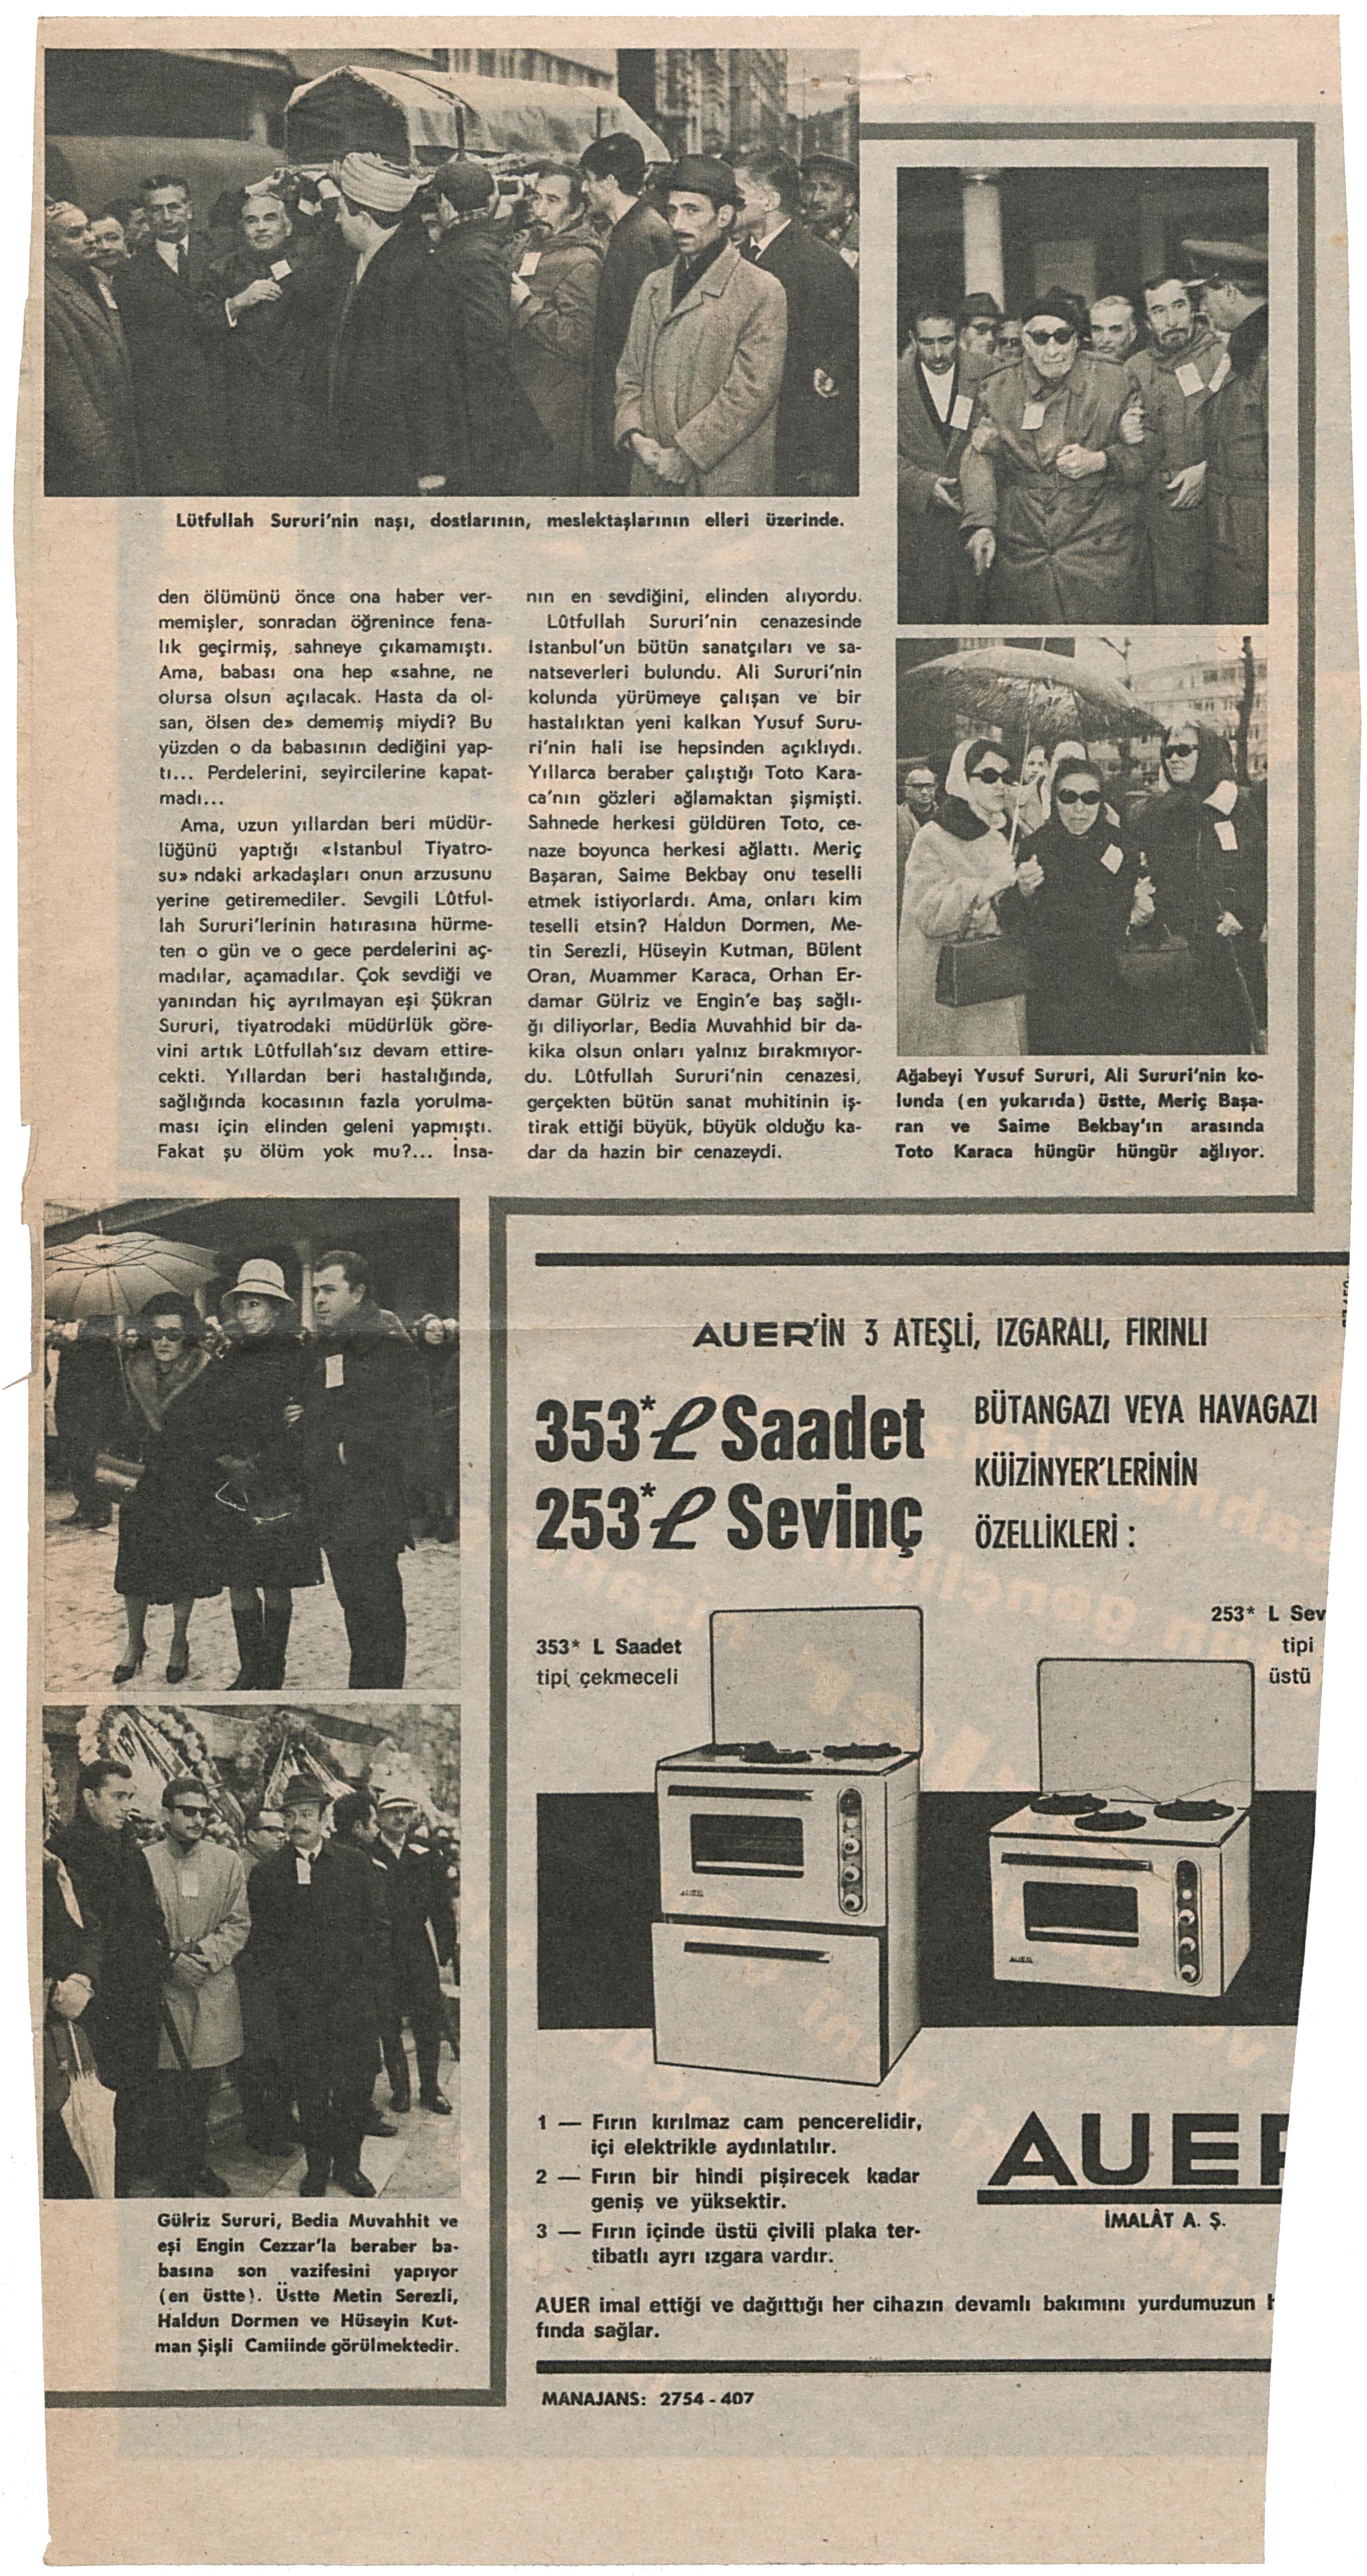 Lütfullah Sururi'nin naşı, dostlarının, meslektaşlarının elleri üzerinde.
den ölümünü önce ona haber ver-
memişler, sonradan öğrenince fena-
lık geçirmiş, sahneye çıkamamıştı.
Ama, babası ona hep «sahne, ne
olursa olsun açılacak. Hasta da ol-
san, ölsen de» dememiş miydi? Bu
yüzden o da babasının dediğini yap-
tı... Perdelerini, seyircilerine kapat-
madı...
Ama, uzun yıllardan beri müdür-
lüğünü yaptığı «İstanbul Tiyatro-
su» ndaki arkadaşları onun arzusunu
yerine getiremediler. Sevgili Lûtful-
lah Sururi'lerinin hatırasına hürme-
ten o gün ve o gece perdelerini aç-
madılar, açamadılar. Çok sevdiği ve
yanından hiç ayrılmayan eşi Şükran
Sururi, tiyatrodaki müdürlük göre-
vini artık Lûtfullah'sız devam ettire-
cekti. Yıllardan beri hastalığında,
sağlığında kocasının fazla yorulma-
ması için elinden geleni yapmıştı.
Fakat şu ölüm yok mu?... İnsa-
nın en sevdiğini, elinden alıyordu.
Lûtfullah Sururi'nin cenazesinde
İstanbul'un bütün sanatçıları ve sa-
natseverleri bulundu. Ali Sururi'nin
kolunda yürümeye çalışan ve bir
hastalıktan yeni kalkan Yusuf Suru-
ri'nin hali ise hepsinden açıklıydı.
Yıllarca beraber çalıştığı Toto Kara-
ca'nın gözleri ağlamaktan şişmişti.
Sahnede herkesi güldüren Toto, ce-
naze boyunca herkesi ağlattı. Meriç
Başaran, Saime Bekbay onu teselli
etmek istiyorlardı. Ama, onları kim
teselli etsin? Haldun Dormen, Me-
tin Serezli, Hüseyin Kutman, Bülent
Oran, Muammer Karaca, Orhan Er-
damar Gülriz ve Engin'e baş sağlı-
ğı diliyorlar, Bedia Muvahhid bir da-
kika olsun onları yalnız bırakmıyor-
du. Lûtfullah Sururi'nin cenazesi,
gerçekten bütün sanat muhitinin iş-
tirak ettiği büyük, büyük olduğu ka-
dar da hazin bir cenazeydi.
Ağabeyi Yusuf Sururi, Ali Sururi'nin ko-
lunda (en yukarıda) üstte, Meriç Başa-
ran ve Saime Bekbay'ın arasında
Toto Karaca hüngür hüngür ağlıyor.
Gülriz Sururi, Bedia Muvahhit ve
eşi Engin Cezzar'la beraber ba-
basına son vazifesini yapıyor
(en üstte). Üstte Metin Serezli,
Haldun Dormen ve Hüseyin Kut-
man Şişli Camiinde görülmektedir.
AUER'İN 3 ATEŞLİ, IZGARALI, FIRINLI
353*L Saadet
253*L Sevinç
BÜTANGAZI VEYA HAVAGAZI
KÜİZİNYER'LERİNİN
ÖZELLİKLERİ :
353* L Saadet
tipi çekmeceli
253* L Sev
tipi
üstü
AUER
AUER
1 — Fırın kırılmaz cam pencerelidir,
içi elektrikle aydınlatılır.
2 — Fırın bir hindi pişirecek kadar
geniş ve yüksektir.
3 — Fırın içinde üstü çivili plaka ter-
tibatlı ayrı ızgara vardır.
AUER
İMALÂT A. Ş.
AUER imal ettiği ve dağıttığı her cihazın devamlı bakımını yurdumuzun
fında sağlar.
MANAJANS: 2754 - 407